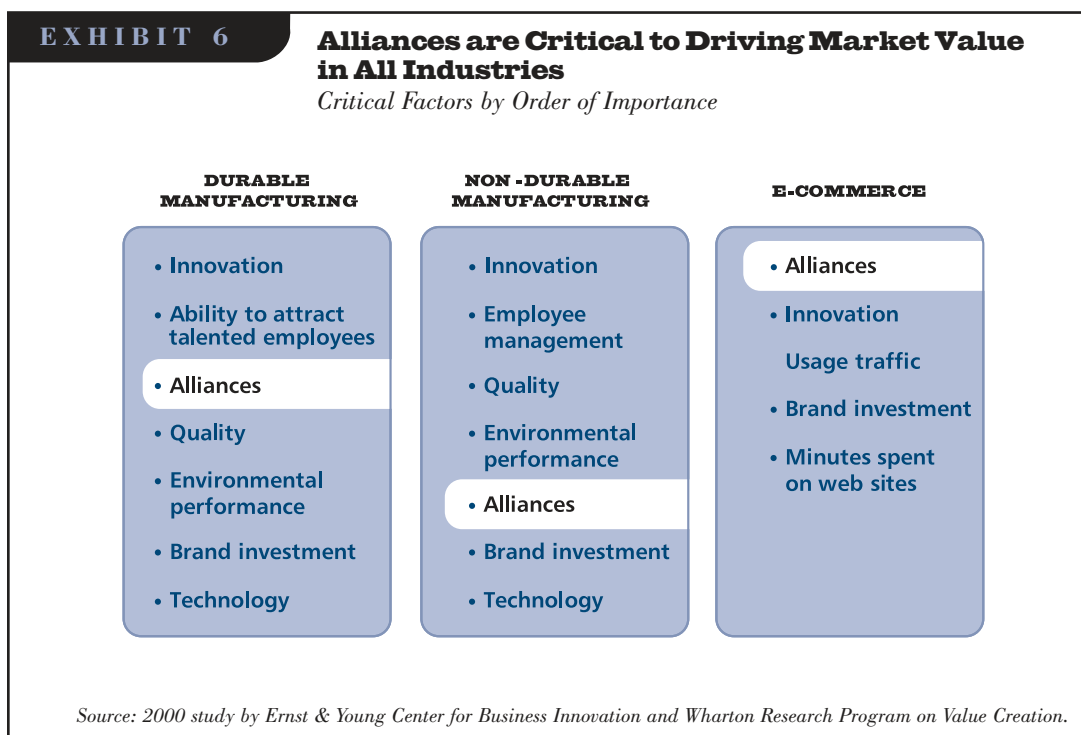 EXHIBIT 6
Alliances are Critical to Driving Market Value
in All Industries
Critical Factors by Order of Importance
DURABLE
MANUFACTURING
• Innovation
• Ability to attract
talented employees
• Alliances
• Quality
• Environmental
performance
• Brand investment
• Technology
NON-DURABLE
MANUFACTURING
• Innovation
• Employee
management
• Quality
• Environmental
performance
• Alliances
• Brand investment
• Technology
E-COMMERCE
• Alliances
• Innovation
Usage traffic
• Brand investment
• Minutes spent
on web sites
Source: 2000 study by Ernst & Young Center for Business Innovation and Wharton Research Program on Value Creation.